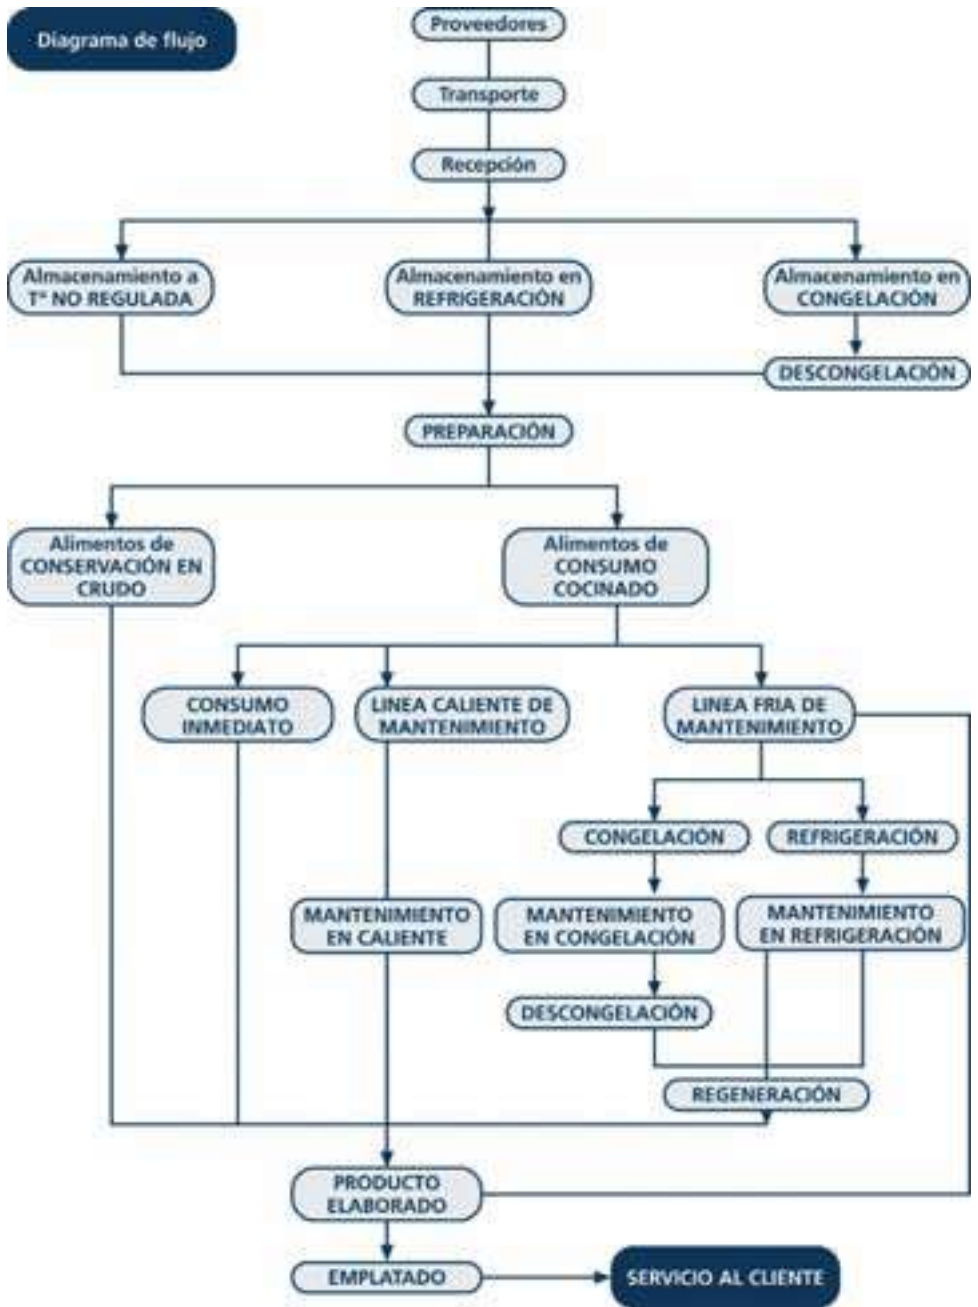 Diagrama de flujo
Proveedores
Transporte
Recepción
Almacenamiento a
Tª NO REGULADA
Almacenamiento en
REFRIGERACIÓN
Almacenamiento en
CONGELACIÓN
DESCONGELACIÓN
PREPARACIÓN
Alimentos de
CONSERVACIÓN EN
CRUDO
Alimentos de
CONSUMO
COCINADO
CONSUMO
INMEDIATO
LINEA CALIENTE DE
MANTENIMIENTO
LINEA FRIA DE
MANTENIMIENTO
CONGELACIÓN
REFRIGERACIÓN
MANTENIMIENTO
EN CALIENTE
MANTENIMIENTO
EN CONGELACIÓN
MANTENIMIENTO
EN REFRIGERACIÓN
DESCONGELACIÓN
REGENERACIÓN
PRODUCTO
ELABORADO
EMPLATADO
SERVICIO AL CLIENTE